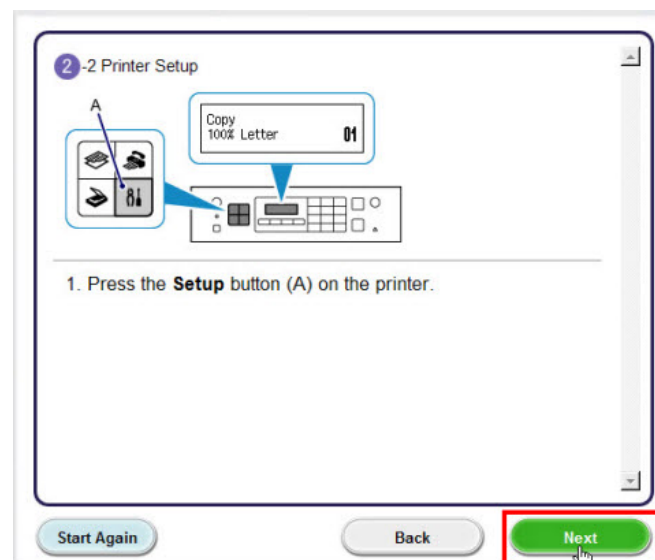 2 -2 Printer Setup
A
Copy
100% Letter 01
1. Press the Setup button (A) on the printer.
Start Again Back Next